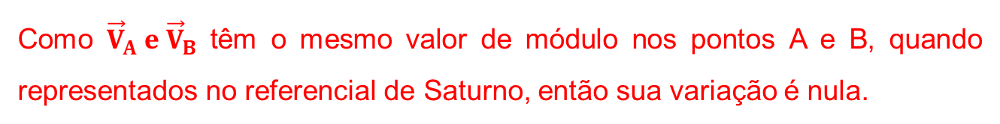 Como V⃗A e V⃗B têm o mesmo valor de módulo nos pontos A e B, quando
representados no referencial de Saturno, então sua variação é nula.